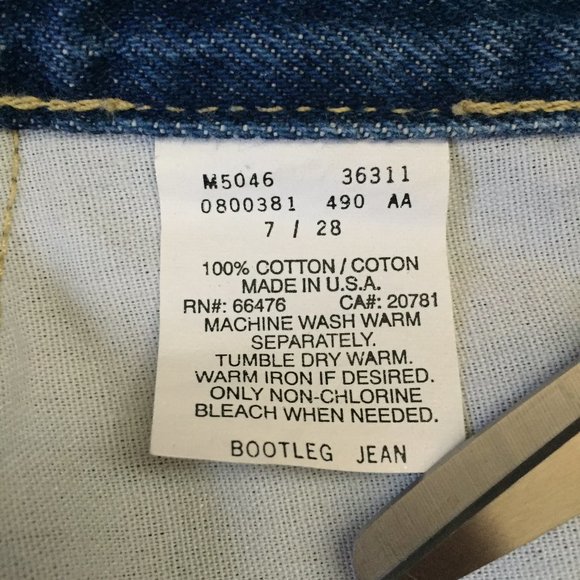 M5046 36311
0800381 490 AA
7 / 28
100% COTTON / COTON
MADE IN U.S.A.
RN#: 66476 CA#: 20781
MACHINE WASH WARM
SEPARATELY.
TUMBLE DRY WARM.
WARM IRON IF DESIRED.
ONLY NON-CHLORINE
BLEACH WHEN NEEDED.
BOOTLEG JEAN